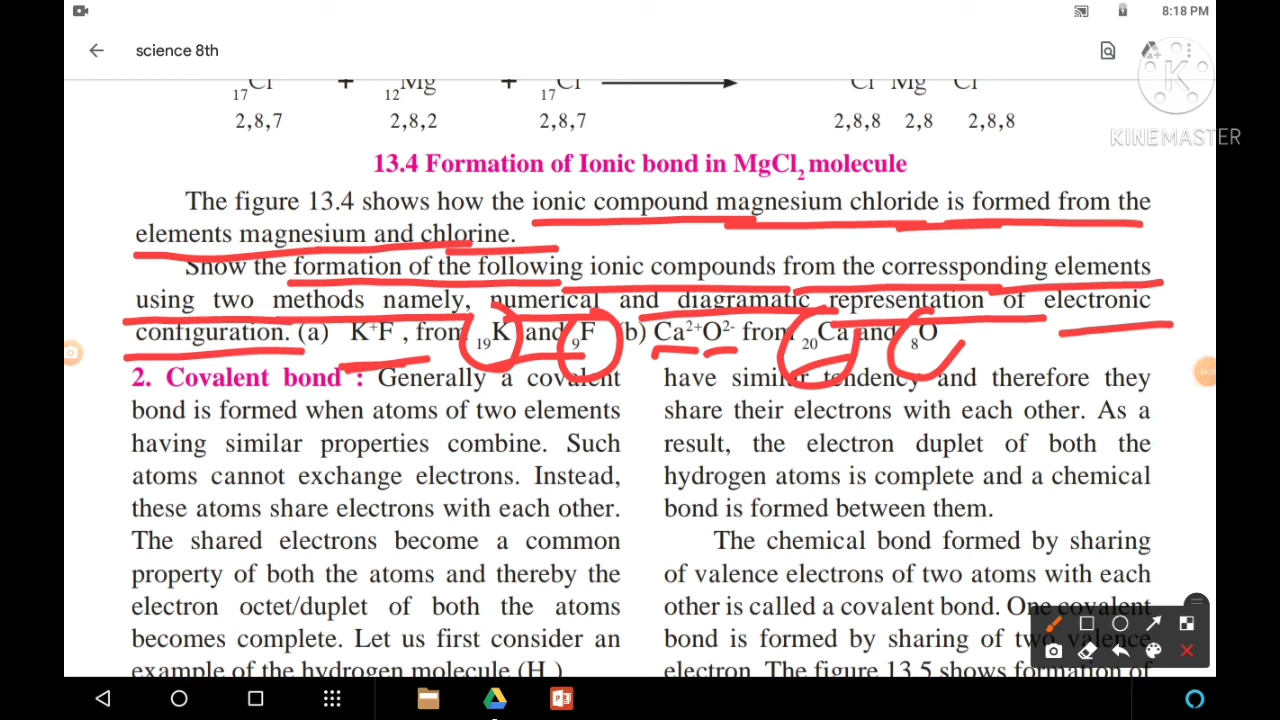 8:18 PM
science 8th
17Cl + 12Mg + 17Cl Cl Mg Cl
2,8,7 2,8,2 2,8,7 2,8,8 2,8 2,8,8
KINEMASTER
13.4 Formation of Ionic bond in MgCl2 molecule
The figure 13.4 shows how the ionic compound magnesium chloride is formed from the
elements magnesium and chlorine.
Show the formation of the following ionic compounds from the corressponding elements
using two methods namely, numerical and diagramatic representation of electronic
configuration. (a) K+F-, from 19K and 9F (b) Ca2+O2- from 20Ca and 8O
2. Covalent bond : Generally a covalent
bond is formed when atoms of two elements
having similar properties combine. Such
atoms cannot exchange electrons. Instead,
these atoms share electrons with each other.
The shared electrons become a common
property of both the atoms and thereby the
electron octet/duplet of both the atoms
becomes complete. Let us first consider an
example of the hydrogen molecule (H
have similar tendency and therefore they
share their electrons with each other. As a
result, the electron duplet of both the
hydrogen atoms is complete and a chemical
bond is formed between them.
The chemical bond formed by sharing
of valence electrons of two atoms with each
other is called a covalent bond. One covalent
bond is formed by sharing of two valence
electron. The figure 13.5 shows formation of